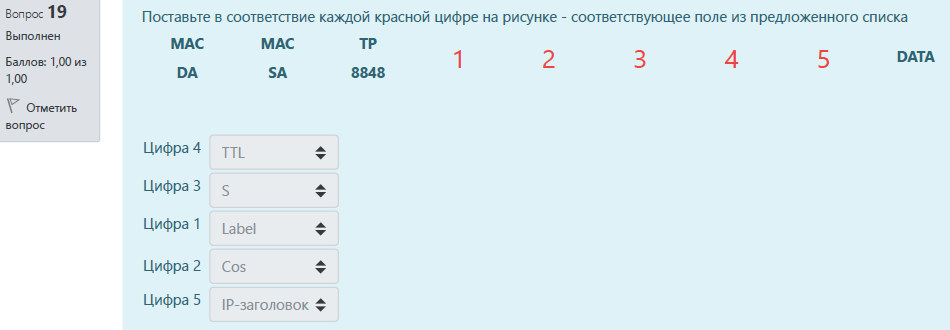 Вопрос 19
Выполнен
Баллов: 1,00 из
1,00
Отметить
вопрос
Поставьте в соответствие каждой красной цифре на рисунке - соответствующее поле из предложенного списка
MAC MAC TP
DA SA 8848 1 2 3 4 5 DATA
Цифра 4 TTL
Цифра 3 S
Цифра 1 Label
Цифра 2 Cos
Цифра 5 IP-заголовок